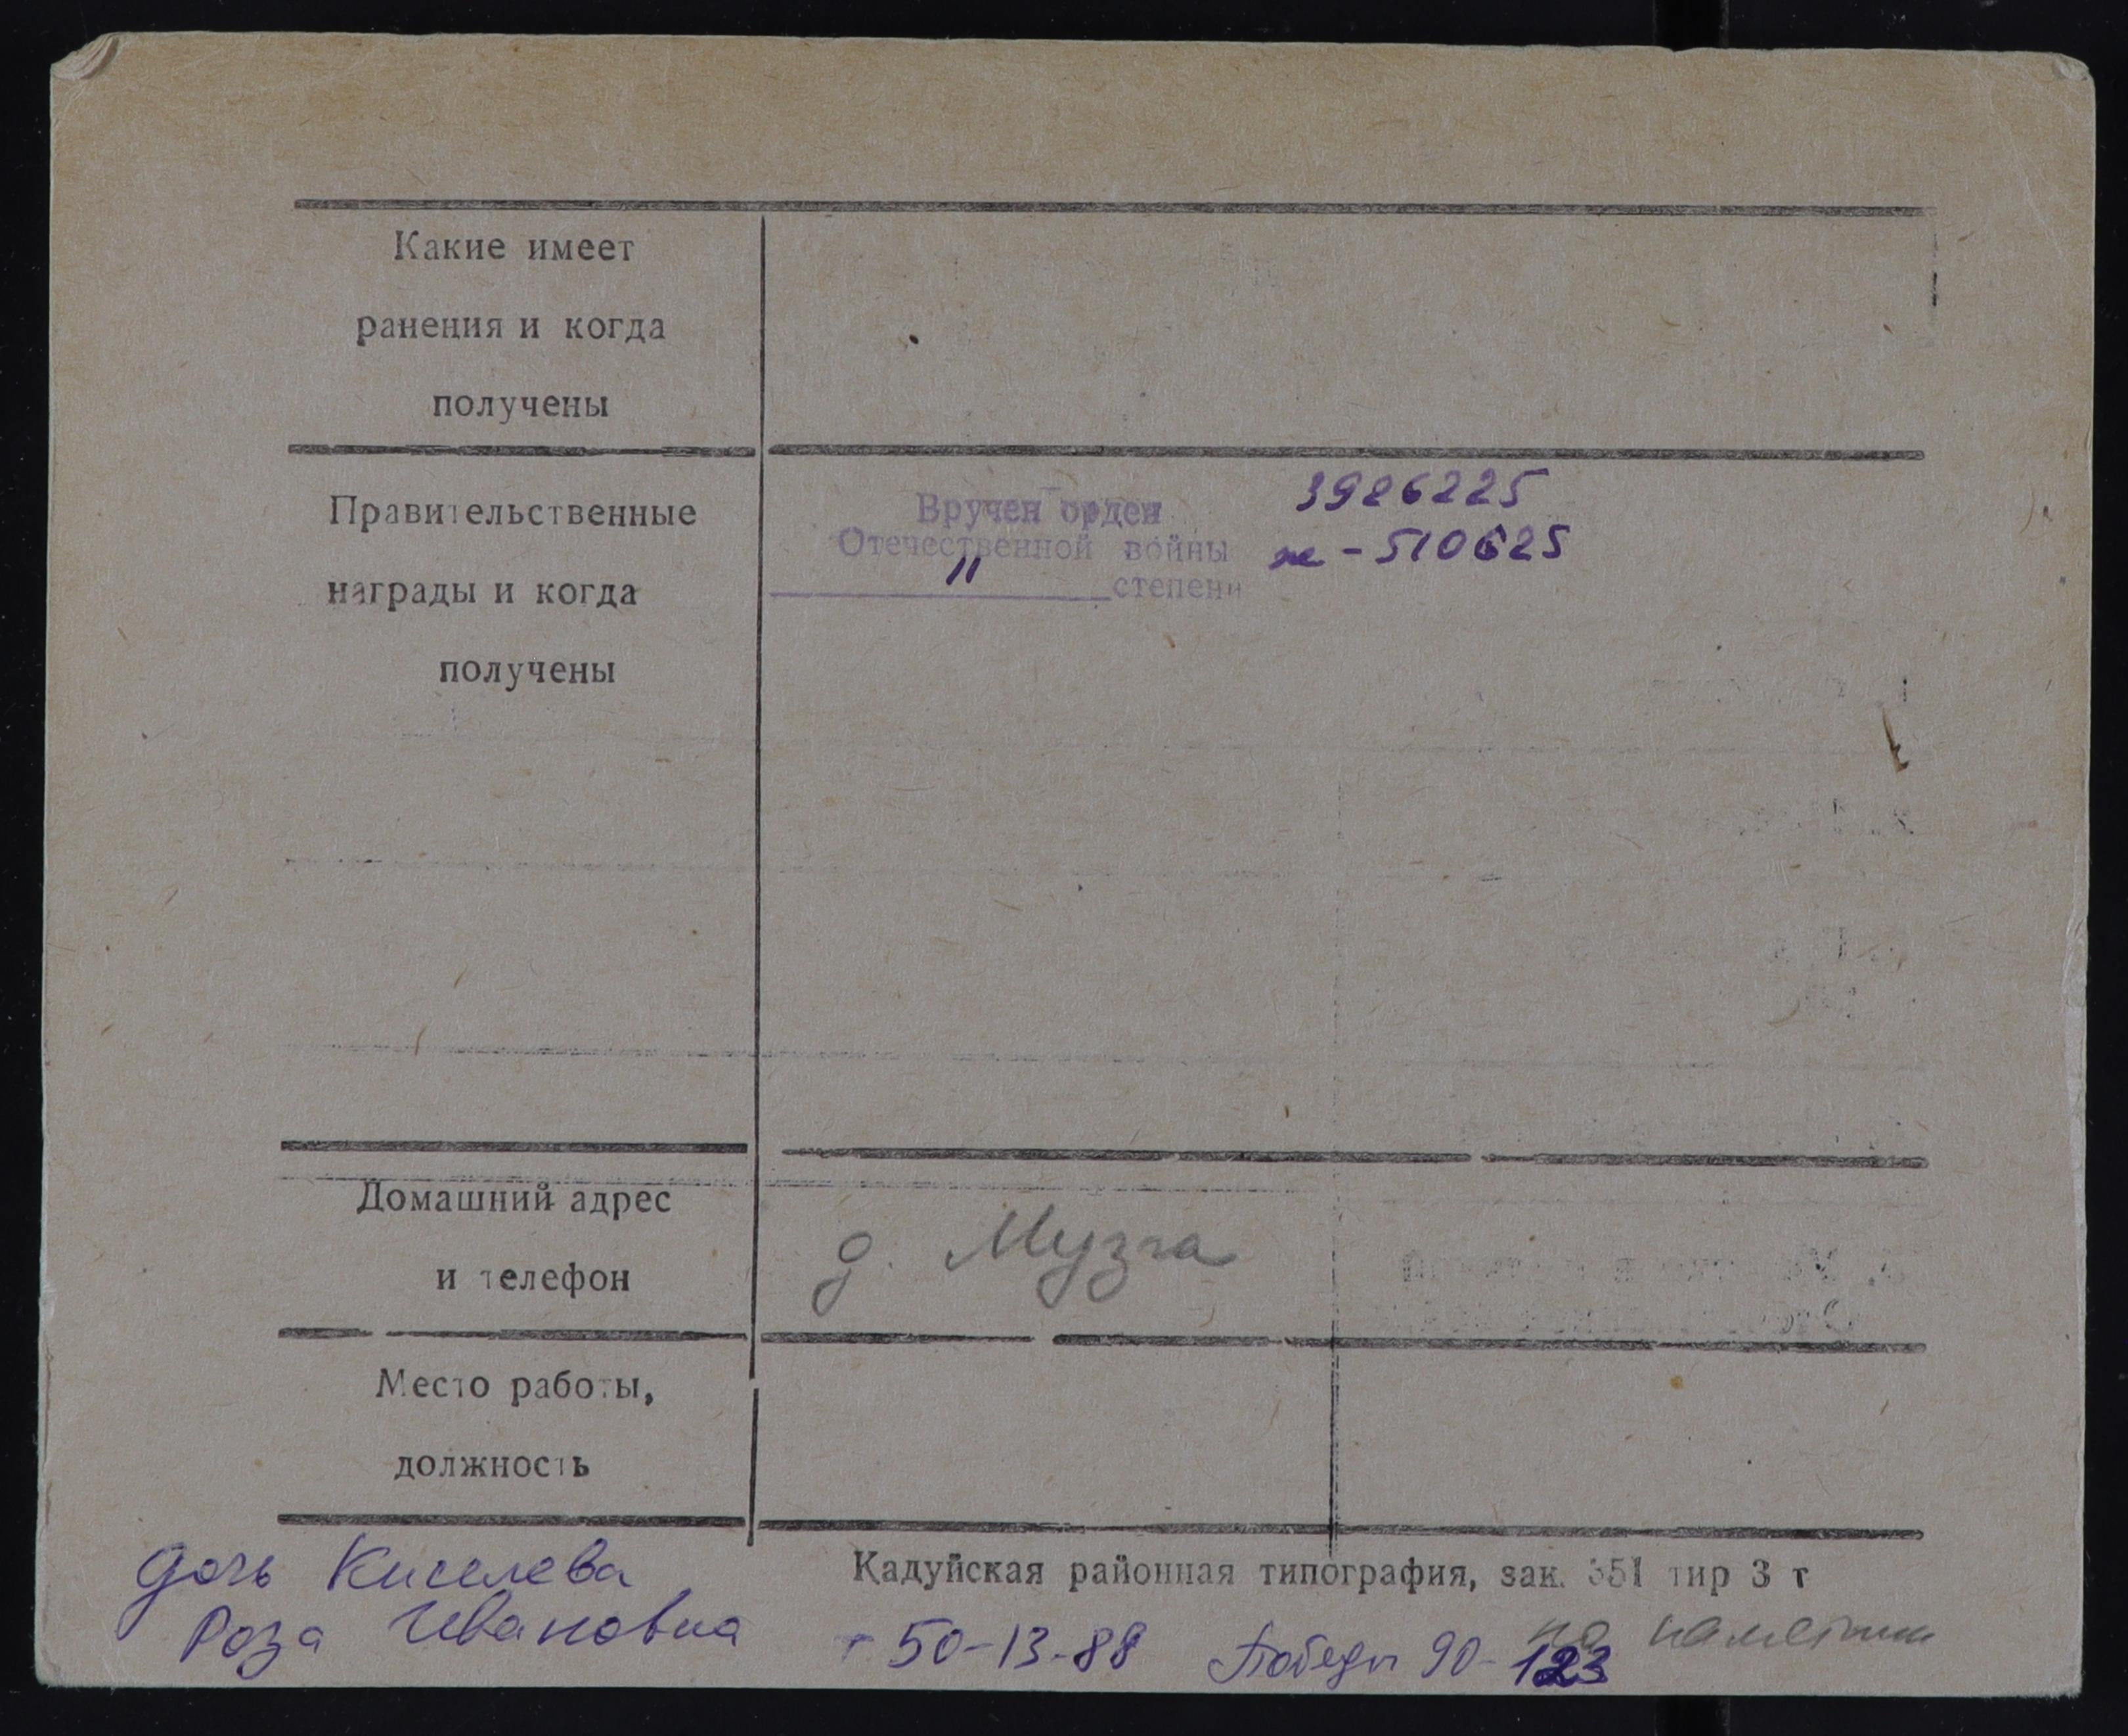 Какие имеет
ранения и когда
получены
Правительственные
награды и когда
получены
Вручен орден
Отечественной войны
II степени
3926225
ж - 510625
Домашний адрес
и телефон
д. Музга
Место работы,
должность
Кадуйская районная типография, зак. 351 тир 3 т
дочь Киселева
Роза Ивановна
т 50-13-88 Победы 90-123